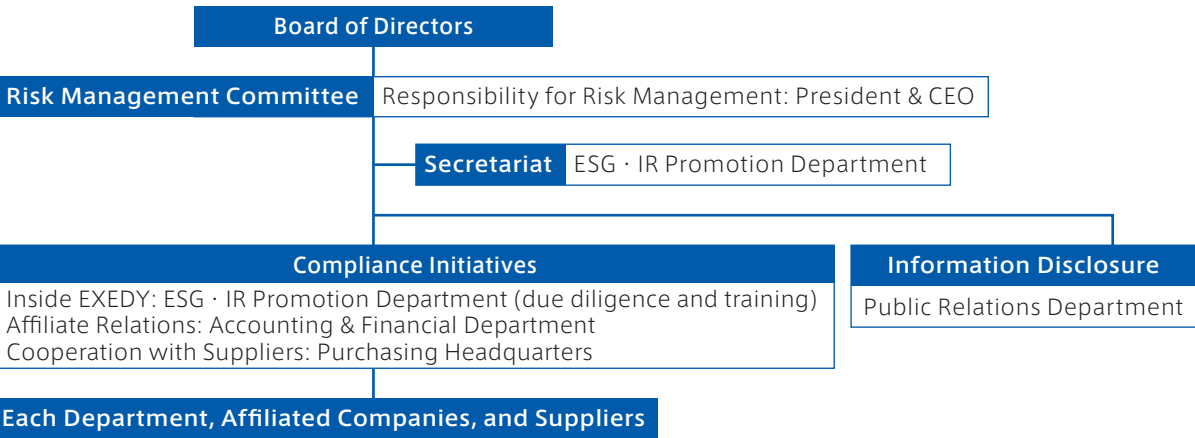 Board of Directors
Risk Management Committee Responsibility for Risk Management: President & CEO
Secretariat ESG・IR Promotion Department
Compliance Initiatives
Inside EXEDY: ESG・IR Promotion Department (due diligence and training)
Affiliate Relations: Accounting & Financial Department
Cooperation with Suppliers: Purchasing Headquarters
Information Disclosure
Public Relations Department
Each Department, Affiliated Companies, and Suppliers